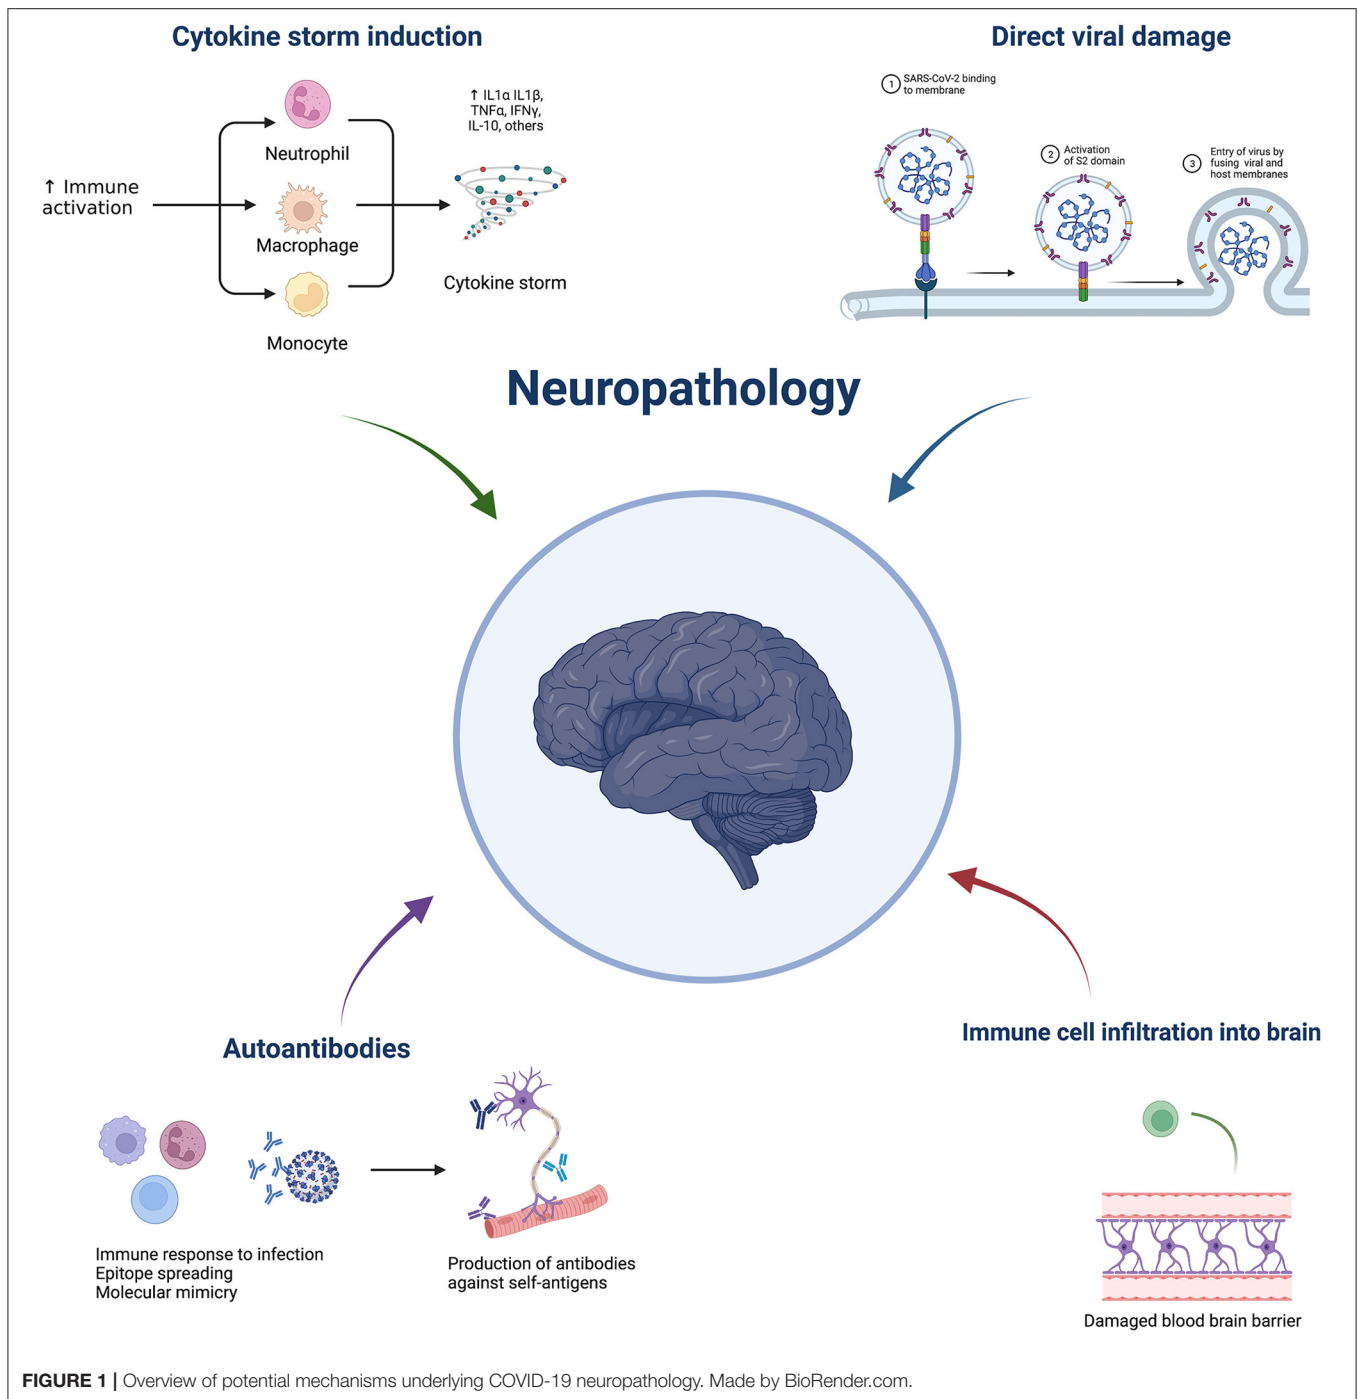 Cytokine storm induction
↑ Immune
activation
Neutrophil
Macrophage
Monocyte
↑ IL1α IL1β,
TNFα, IFNγ,
IL-10, others
Cytokine storm
Direct viral damage
1 SARS-CoV-2 binding
to membrane
2 Activation
of S2 domain
3 Entry of virus by
fusing viral and
host membranes
Neuropathology
Autoantibodies
Immune response to infection
Epitope spreading
Molecular mimicry
Production of antibodies
against self-antigens
Immune cell infiltration into brain
Damaged blood brain barrier
FIGURE 1 | Overview of potential mechanisms underlying COVID-19 neuropathology. Made by BioRender.com.